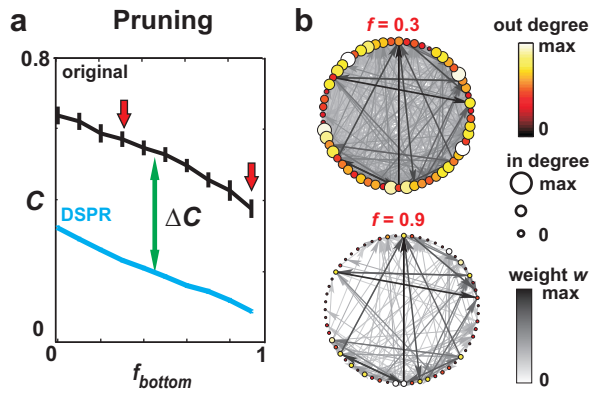 a
Pruning
0.8
original
C
DSPR
ΔC
0
0
1
f_bottom
b
f = 0.3
f = 0.9
out degree
max
0
in degree
max
0
weight w
max
0